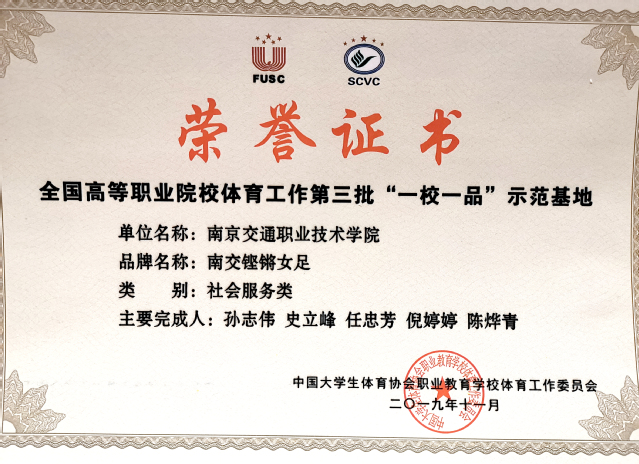 FUSC
SCVC
荣誉证书
全国高等职业院校体育工作第三批“一校一品”示范基地
单位名称：南京交通职业技术学院
品牌名称：南交铿锵女足
类 别：社会服务类
主要完成人：孙志伟 史立峰 任忠芳 倪婷婷 陈烨青
中国大学生体育协会职业教育学校体育工作委员会
二〇一九年十一月